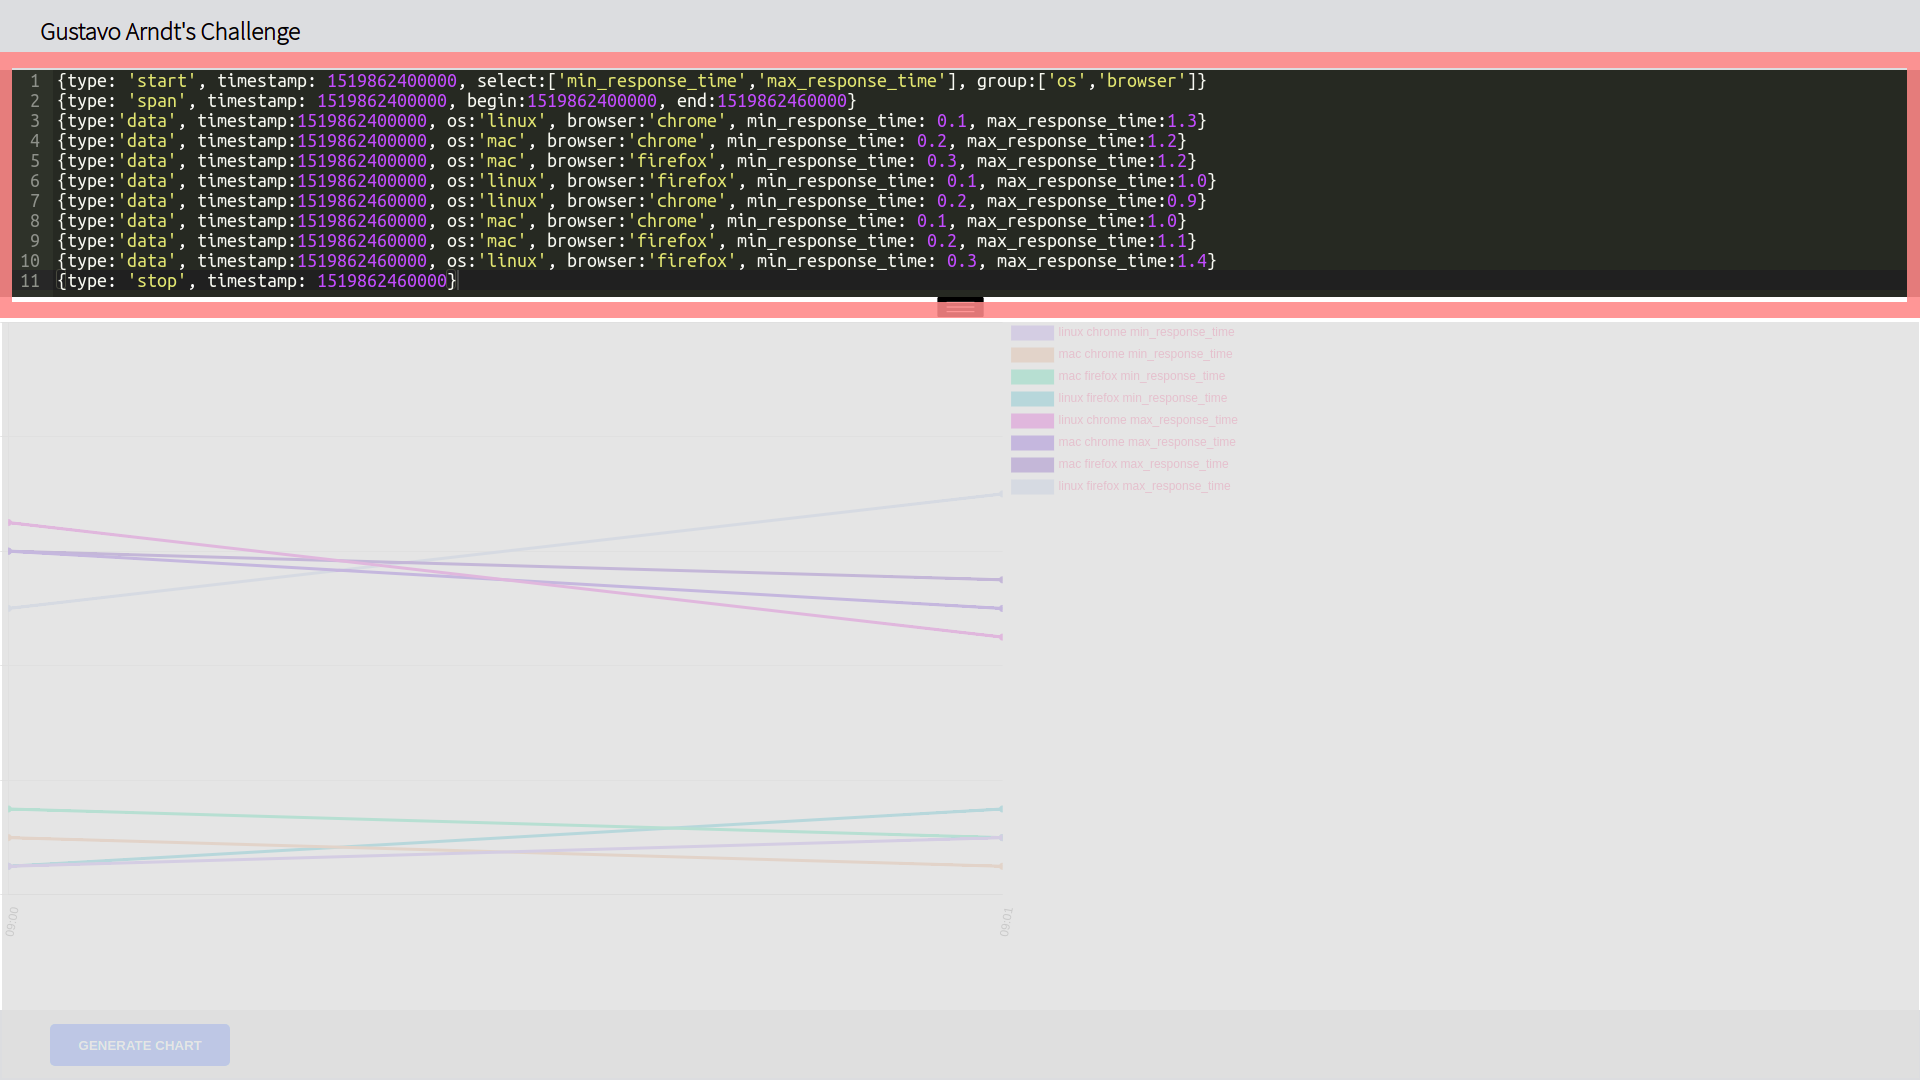 Gustavo Arndt's Challenge
1 {type: 'start', timestamp: 1519862400000, select:['min_response_time','max_response_time'], group:['os','browser']}
2 {type: 'span', timestamp: 1519862400000, begin:1519862400000, end:1519862460000}
3 {type:'data', timestamp:1519862400000, os:'linux', browser:'chrome', min_response_time: 0.1, max_response_time:1.3}
4 {type:'data', timestamp:1519862400000, os:'mac', browser:'chrome', min_response_time: 0.2, max_response_time:1.2}
5 {type:'data', timestamp:1519862400000, os:'mac', browser:'firefox', min_response_time: 0.3, max_response_time:1.2}
6 {type:'data', timestamp:1519862400000, os:'linux', browser:'firefox', min_response_time: 0.1, max_response_time:1.0}
7 {type:'data', timestamp:1519862460000, os:'linux', browser:'chrome', min_response_time: 0.2, max_response_time:0.9}
8 {type:'data', timestamp:1519862460000, os:'mac', browser:'chrome', min_response_time: 0.1, max_response_time:1.0}
9 {type:'data', timestamp:1519862460000, os:'mac', browser:'firefox', min_response_time: 0.2, max_response_time:1.1}
10 {type:'data', timestamp:1519862460000, os:'linux', browser:'firefox', min_response_time: 0.3, max_response_time:1.4}
11 {type: 'stop', timestamp: 1519862460000}
linux chrome min_response_time
mac chrome min_response_time
mac firefox min_response_time
linux firefox min_response_time
linux chrome max_response_time
mac chrome max_response_time
mac firefox max_response_time
linux firefox max_response_time
09:00
09:01
GENERATE CHART